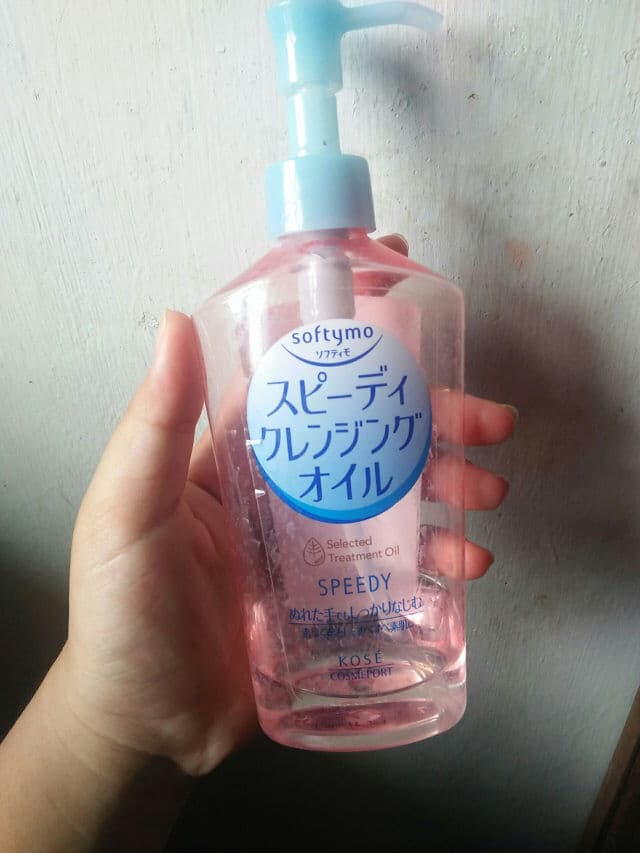 softymo
ソフティモ
スピーディ
クレンジング
オイル
Selected
Treatment Oil
SPEEDY
ぬれた手でもしっかりなじむ
KOSÉ
COSMEPORT